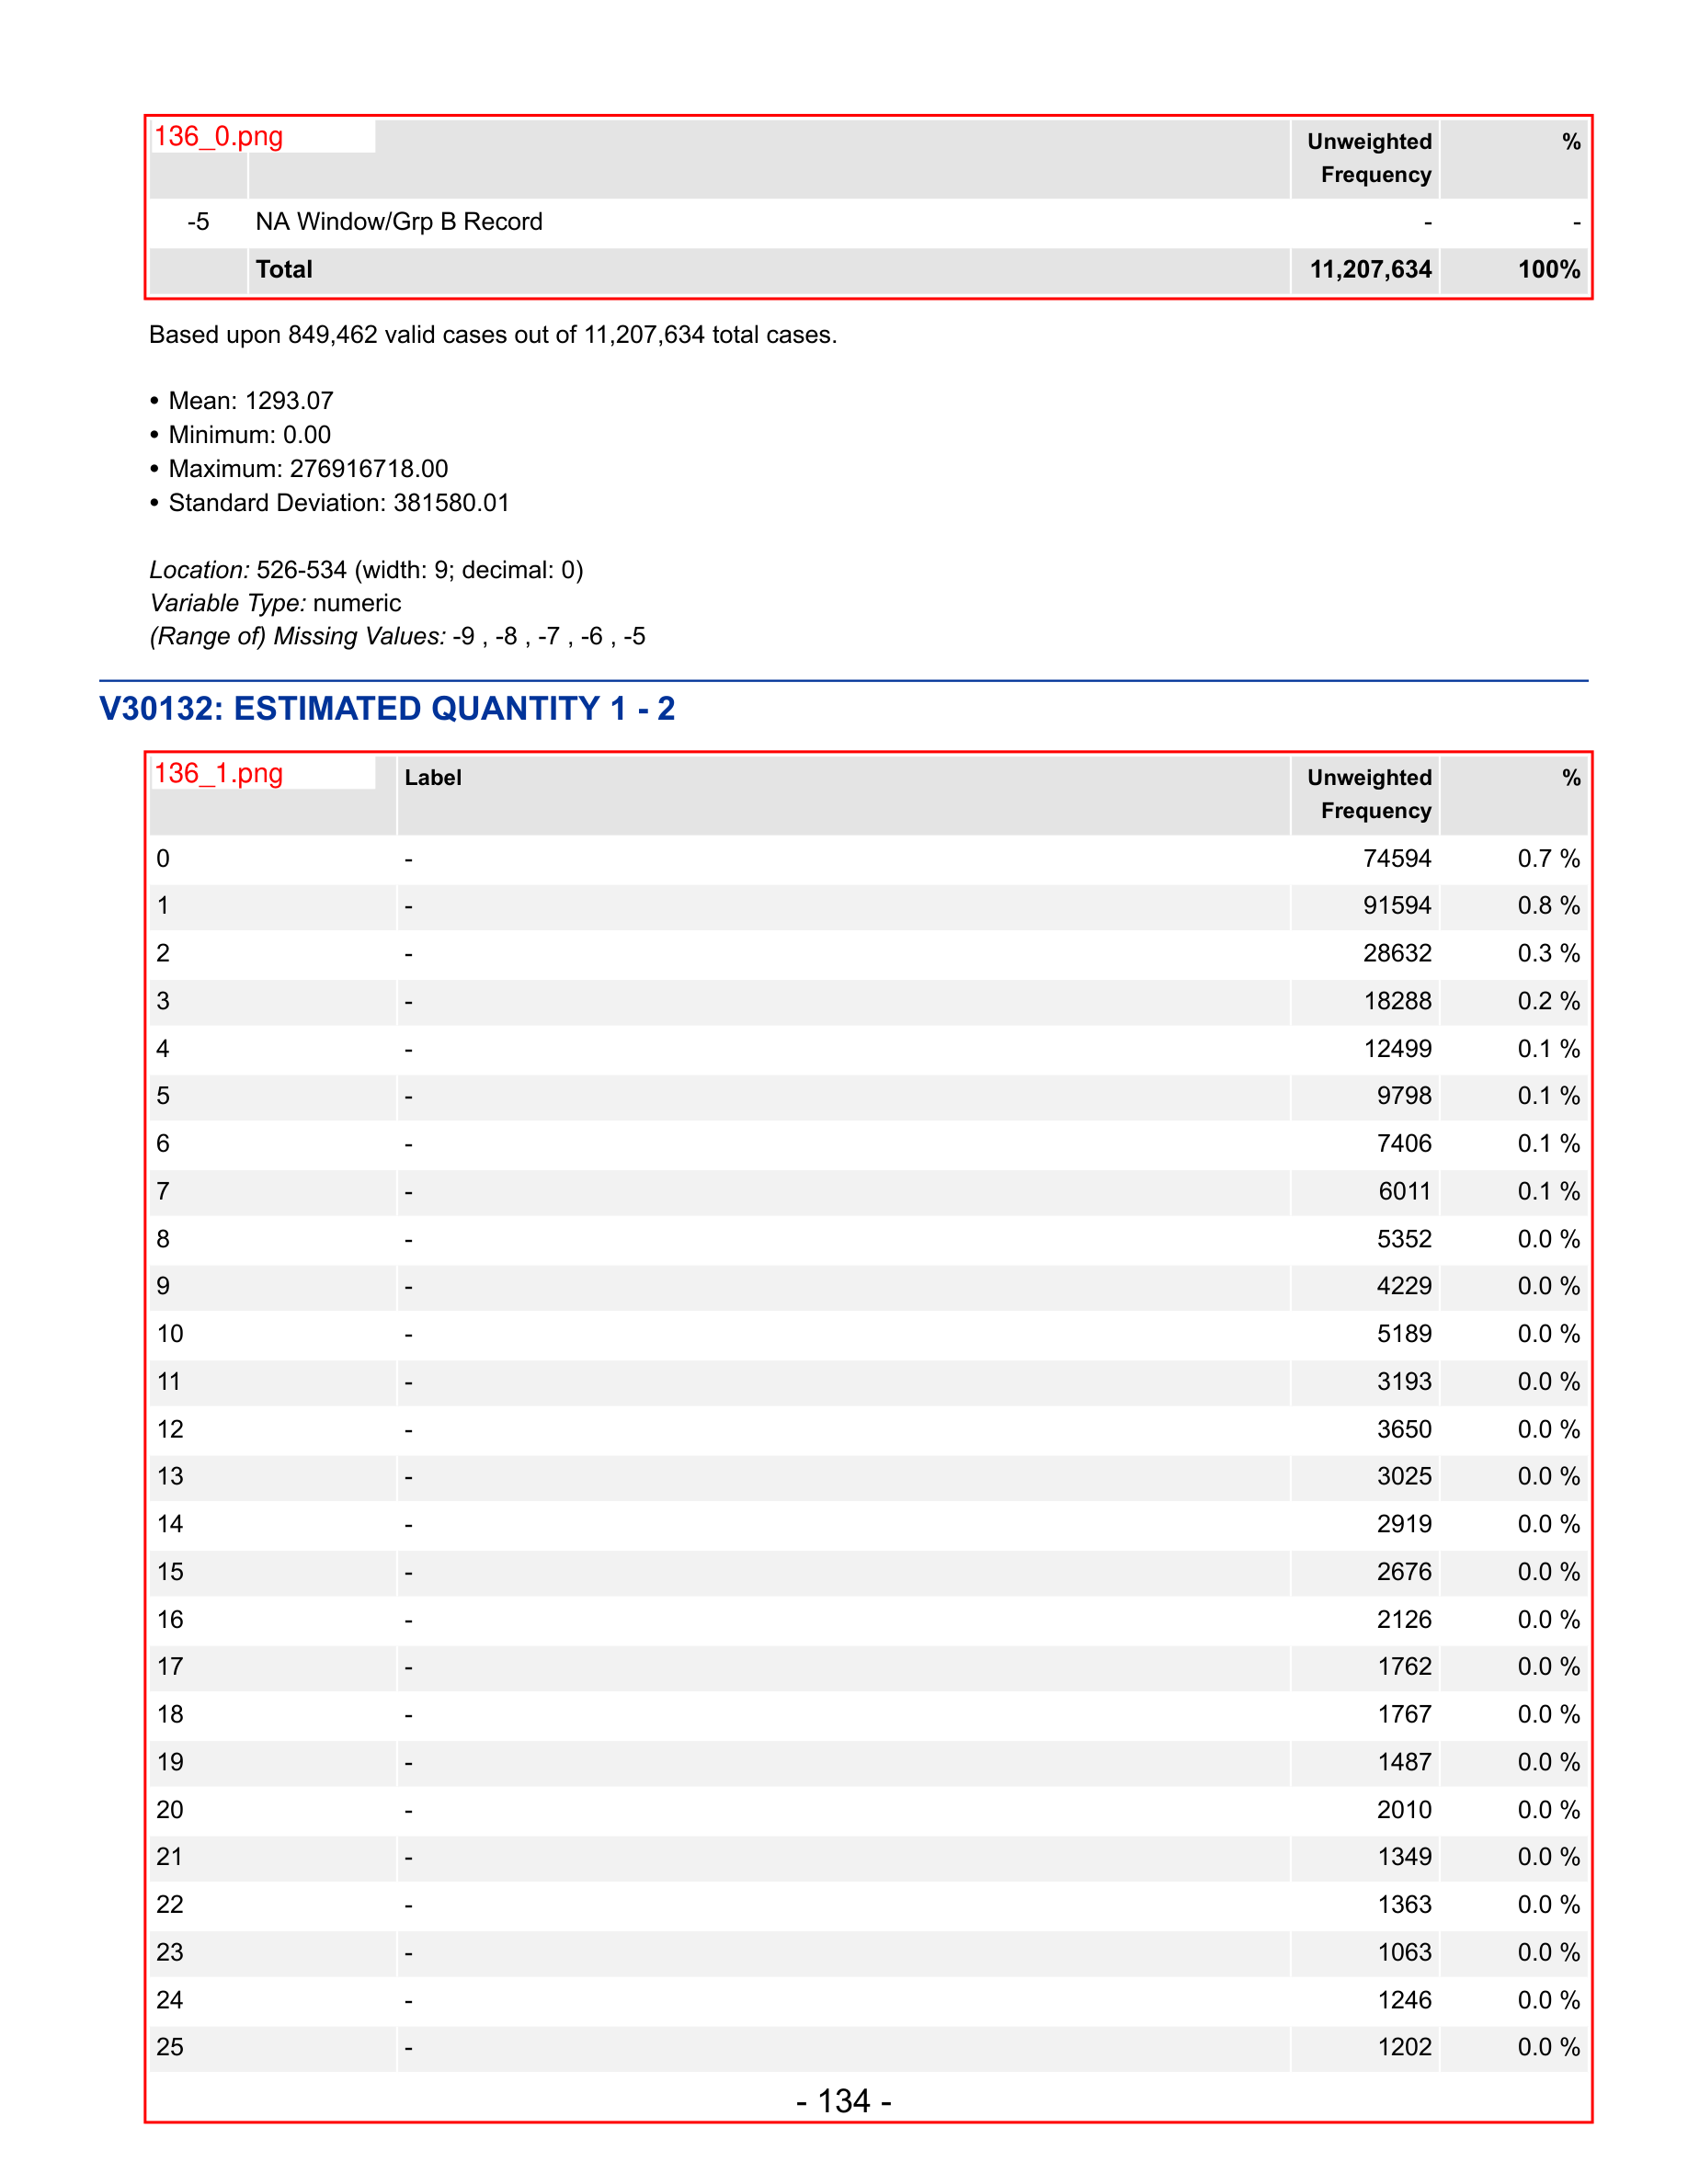 136_0.png
Unweighted Frequency %
-5 NA Window/Grp B Record - -
Total 11,207,634 100%
Based upon 849,462 valid cases out of 11,207,634 total cases.
• Mean: 1293.07
• Minimum: 0.00
• Maximum: 276916718.00
• Standard Deviation: 381580.01
Location: 526-534 (width: 9; decimal: 0)
Variable Type: numeric
(Range of) Missing Values: -9 , -8 , -7 , -6 , -5
V30132: ESTIMATED QUANTITY 1 - 2
136_1.png Label Unweighted Frequency %
0 - 74594 0.7 %
1 - 91594 0.8 %
2 - 28632 0.3 %
3 - 18288 0.2 %
4 - 12499 0.1 %
5 - 9798 0.1 %
6 - 7406 0.1 %
7 - 6011 0.1 %
8 - 5352 0.0 %
9 - 4229 0.0 %
10 - 5189 0.0 %
11 - 3193 0.0 %
12 - 3650 0.0 %
13 - 3025 0.0 %
14 - 2919 0.0 %
15 - 2676 0.0 %
16 - 2126 0.0 %
17 - 1762 0.0 %
18 - 1767 0.0 %
19 - 1487 0.0 %
20 - 2010 0.0 %
21 - 1349 0.0 %
22 - 1363 0.0 %
23 - 1063 0.0 %
24 - 1246 0.0 %
25 - 1202 0.0 %
- 134 -